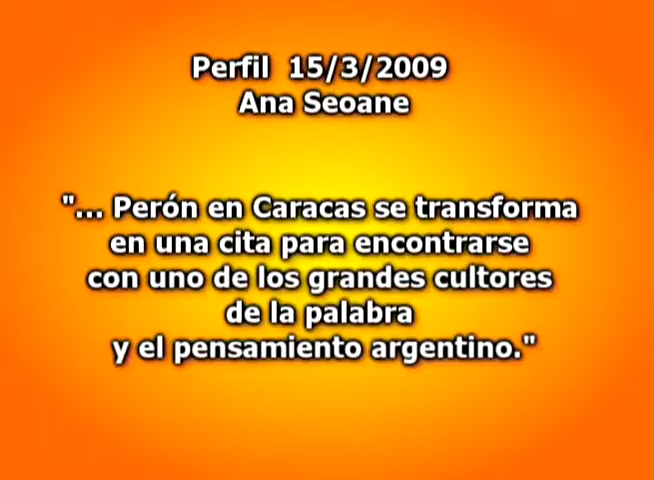 Perfil 15/3/2009
Ana Seoane
"... Perón en Caracas se transforma
en una cita para encontrarse
con uno de los grandes cultores
de la palabra
y el pensamiento argentino."